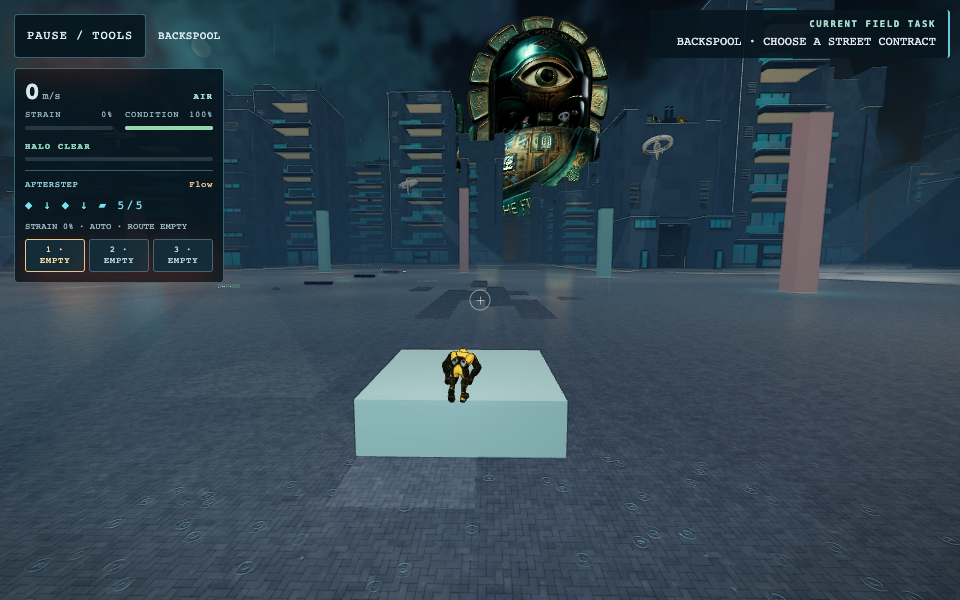 PAUSE / TOOLS
BACKSPOOL
CURRENT FIELD TASK
BACKSPOOL · CHOOSE A STREET CONTRACT
0 m/s
AIR
STRAIN 0% CONDITION 100%
HALO CLEAR
AFTERSTEP Flow
5/5
STRAIN 0% · AUTO · ROUTE EMPTY
1 · EMPTY
2 · EMPTY
3 · EMPTY